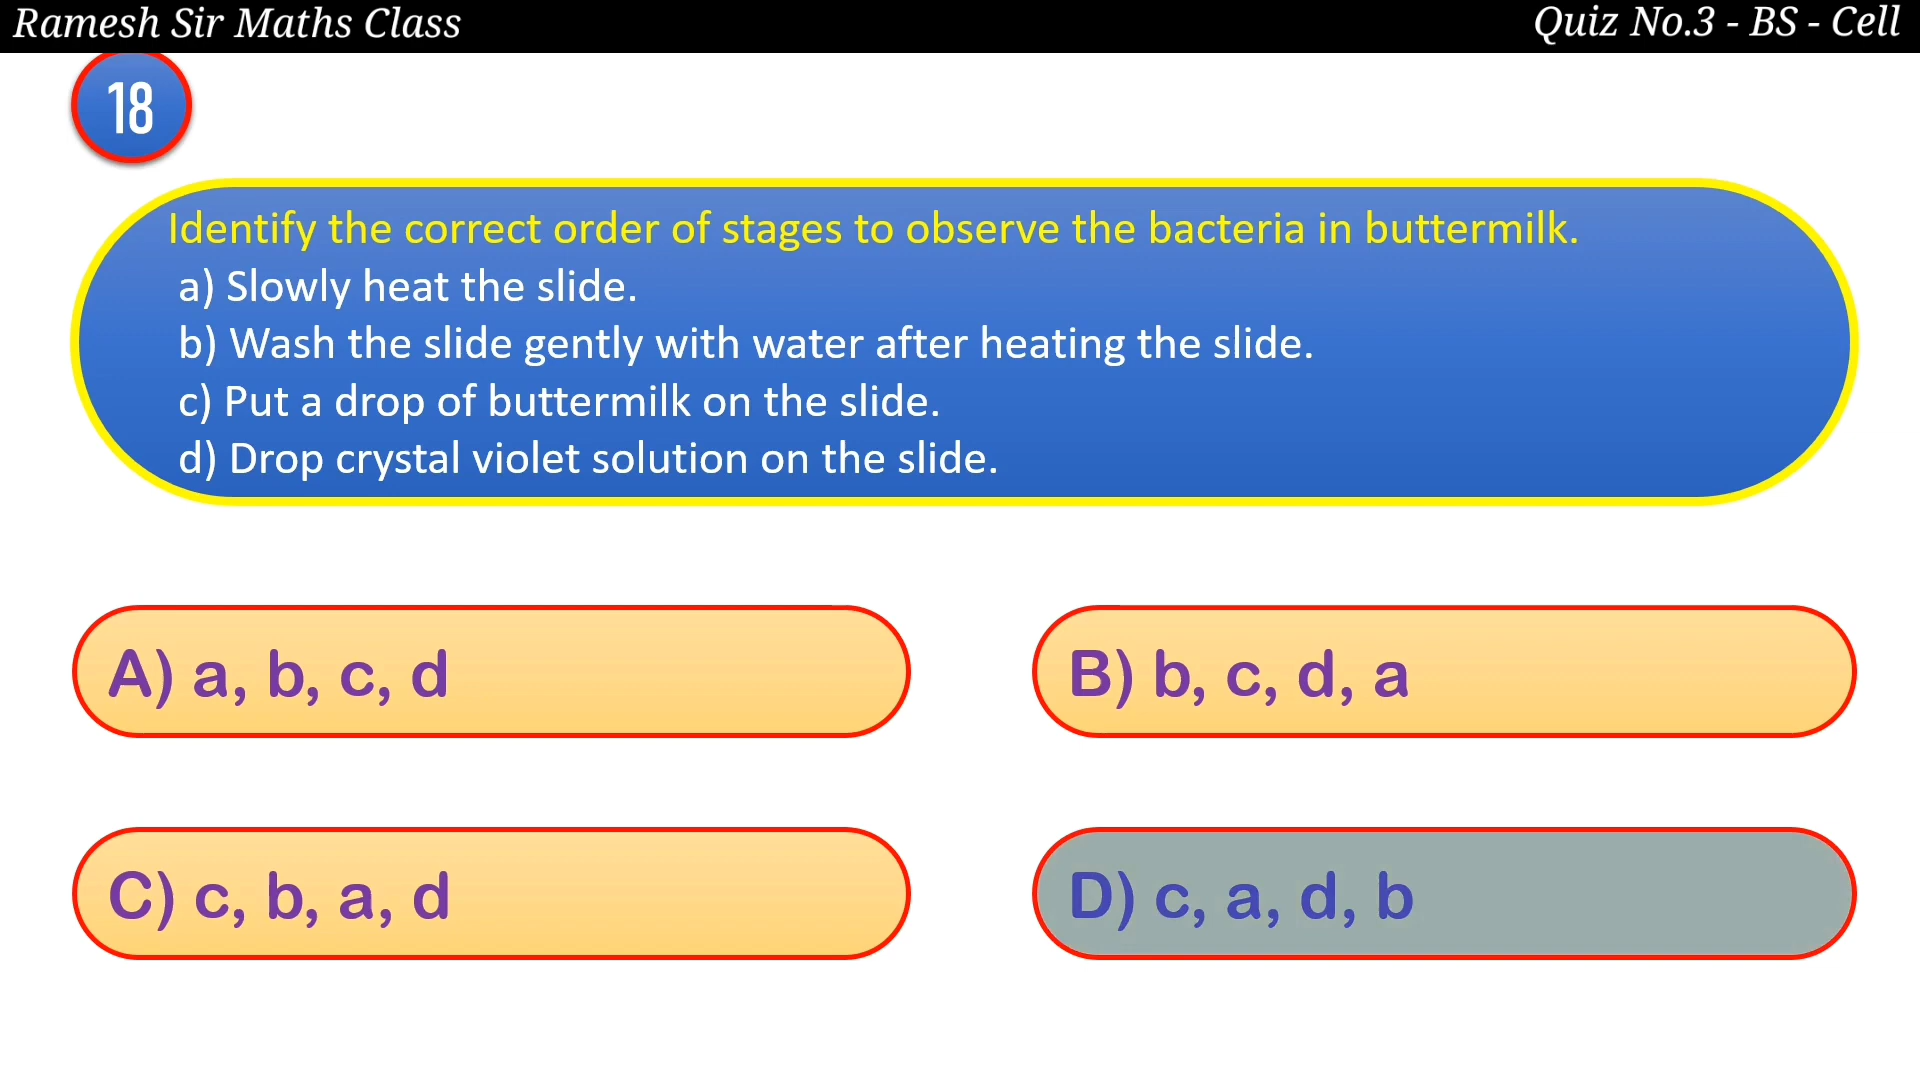 Ramesh Sir Maths Class
Quiz No.3 - BS - Cell
18
Identify the correct order of stages to observe the bacteria in buttermilk.
a) Slowly heat the slide.
b) Wash the slide gently with water after heating the slide.
c) Put a drop of buttermilk on the slide.
d) Drop crystal violet solution on the slide.
A) a, b, c, d
B) b, c, d, a
C) c, b, a, d
D) c, a, d, b